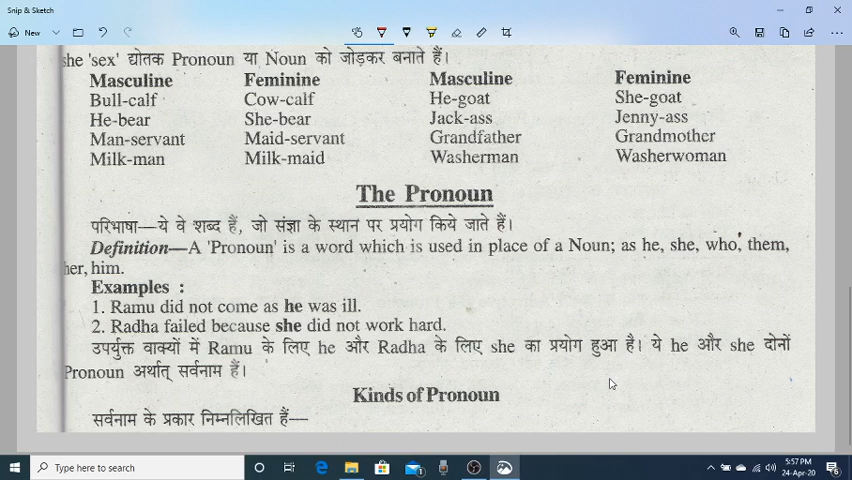 Snip & Sketch
New
she 'sex' द्योतक Pronoun या Noun को जोड़कर बनाते हैं।
Masculine Feminine Masculine Feminine
Bull-calf Cow-calf He-goat She-goat
He-bear She-bear Jack-ass Jenny-ass
Man-servant Maid-servant Grandfather Grandmother
Milk-man Milk-maid Washerman Washerwoman
The Pronoun
परिभाषा—ये वे शब्द हैं, जो संज्ञा के स्थान पर प्रयोग किये जाते हैं।
Definition—A 'Pronoun' is a word which is used in place of a Noun; as he, she, who, them,
her, him.
Examples :
1. Ramu did not come as he was ill.
2. Radha failed because she did not work hard.
उपर्युक्त वाक्यों में Ramu के लिए he और Radha के लिए she का प्रयोग हुआ है। ये he और she दोनों
Pronoun अर्थात् सर्वनाम हैं।
Kinds of Pronoun
सर्वनाम के प्रकार निम्नलिखित हैं—
Type here to search
5:57 PM
24-Apr-20